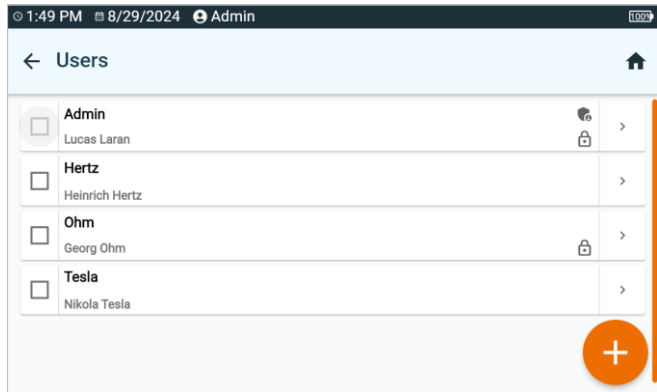 1:49 PM 8/29/2024 Admin 100%
Users
Admin
Lucas Laran
Hertz
Heinrich Hertz
Ohm
Georg Ohm
Tesla
Nikola Tesla